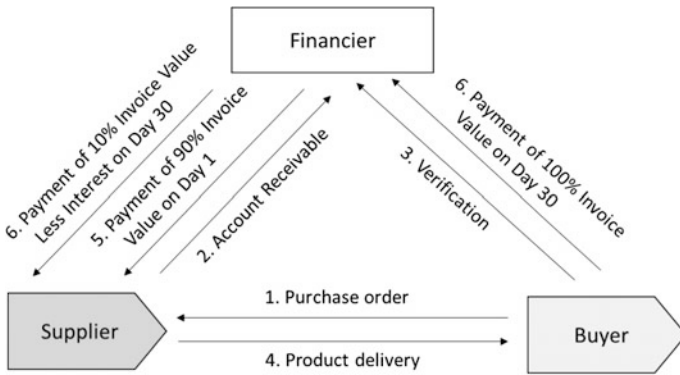 Financier
6. Payment of 10% Invoice Value
Less Interest on Day 30
5. Payment of 90% Invoice
Value on Day 1
2. Account Receivable
3. Verification
6. Payment of 100% Invoice
Value on Day 30
1. Purchase order
Supplier
Buyer
4. Product delivery